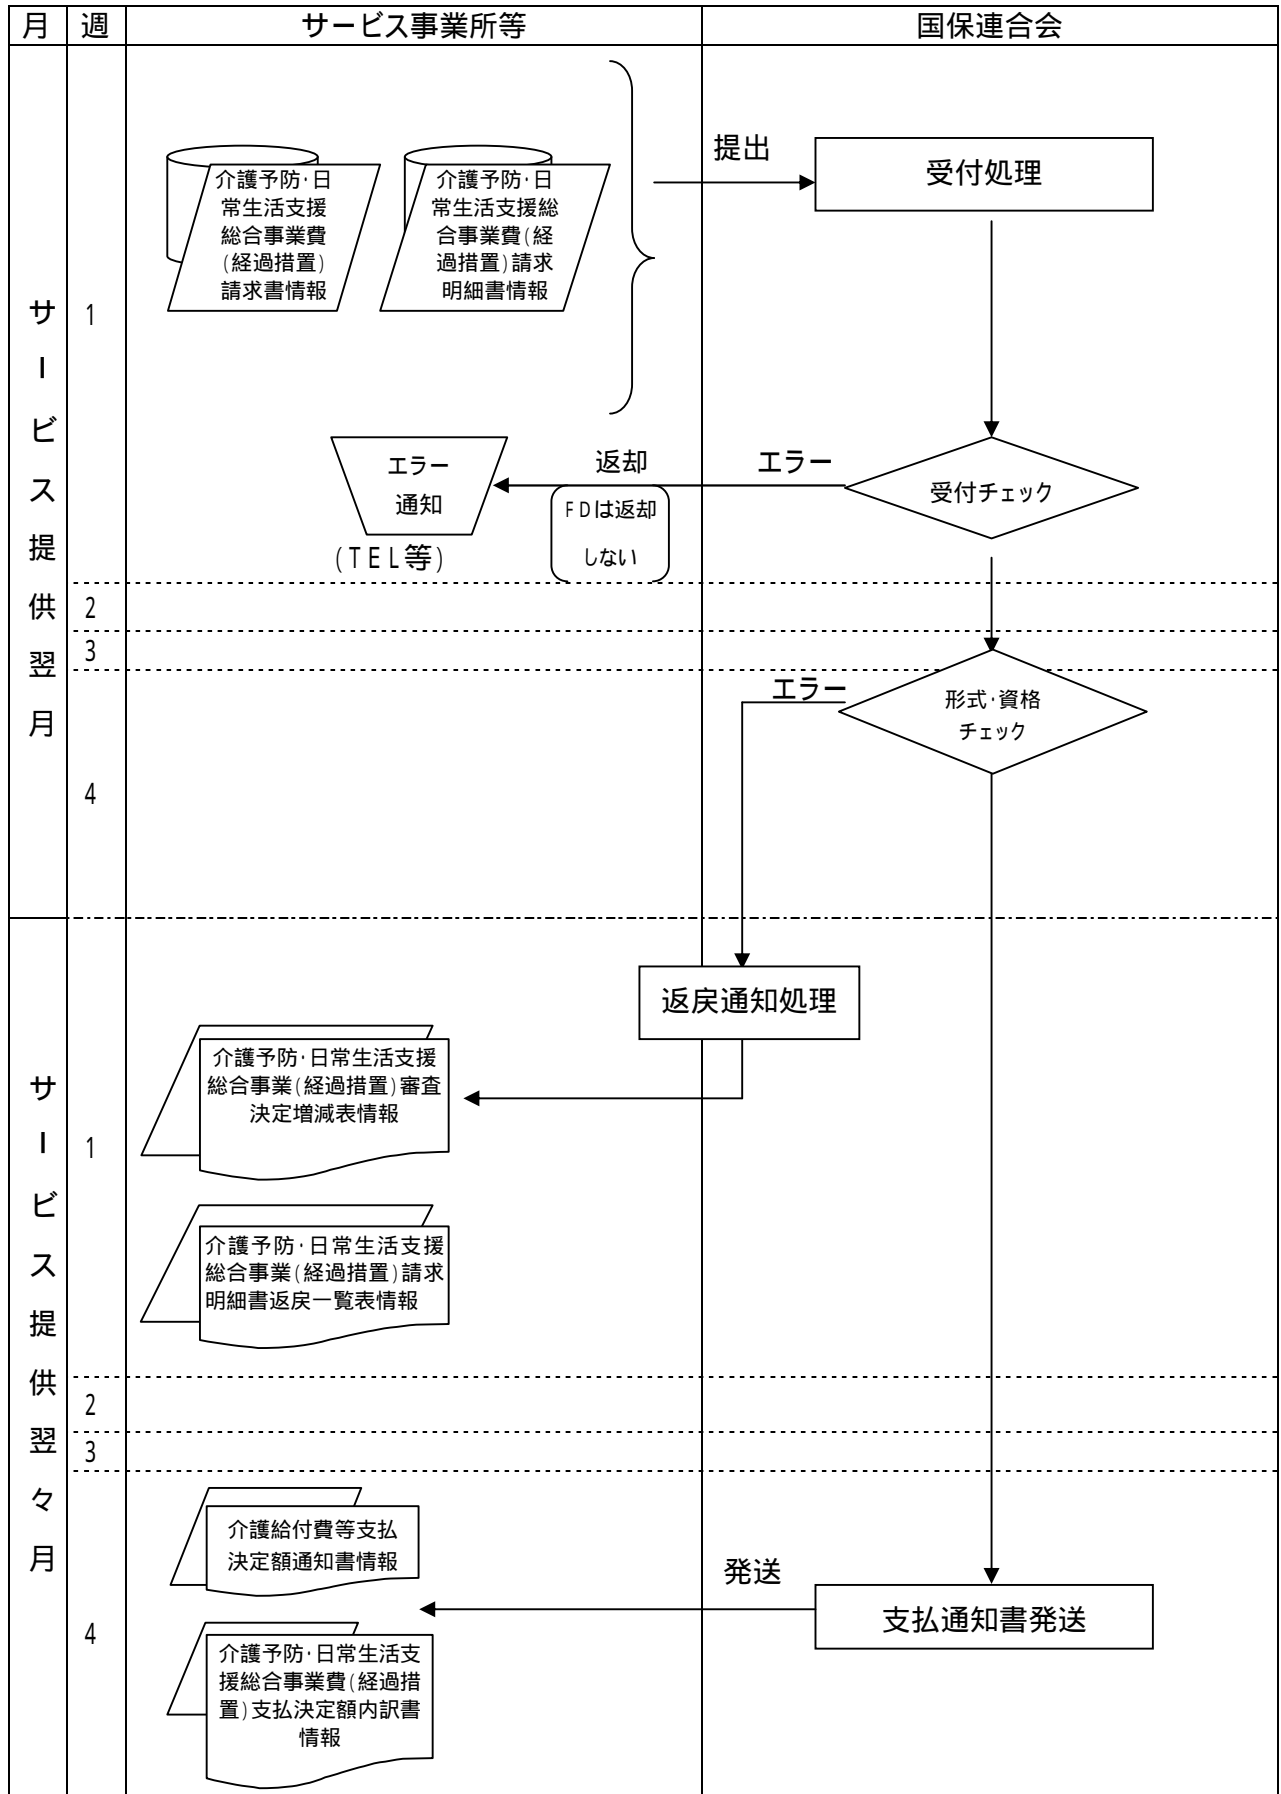 月
週
サービス事業所等
国保連合会
サービス提供翌月
1
介護予防･日
常生活支援
総合事業費
(経過措置)
請求書情報
介護予防･日
常生活支援総
合事業費(経
過措置)請求
明細書情報
提出
受付処理
エラー
通知
(TEL等)
返却
FDは返却
しない
エラー
受付チェック
2
3
4
エラー
形式･資格
チェック
サービス提供翌々月
1
返戻通知処理
介護予防･日常生活支援
総合事業(経過措置)審査
決定増減表情報
介護予防･日常生活支援
総合事業(経過措置)請求
明細書返戻一覧表情報
2
3
4
介護給付費等支払
決定額通知書情報
発送
支払通知書発送
介護予防･日常生活支
援総合事業費(経過措
置)支払決定額内訳書
情報